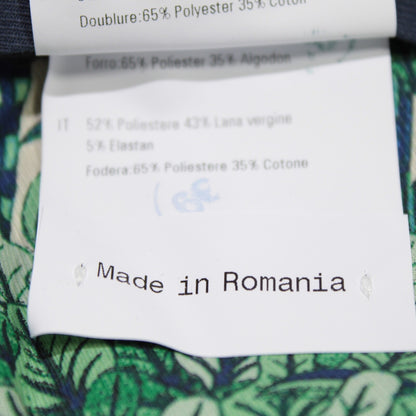 Doublure:65% Polyester 35% Coton
Forro:65% Poliester 35% Algodon
IT 52% Poliestere 43% Lana vergine
5% Elastan
Fodera:65% Poliestere 35% Cotone
Made in Romania